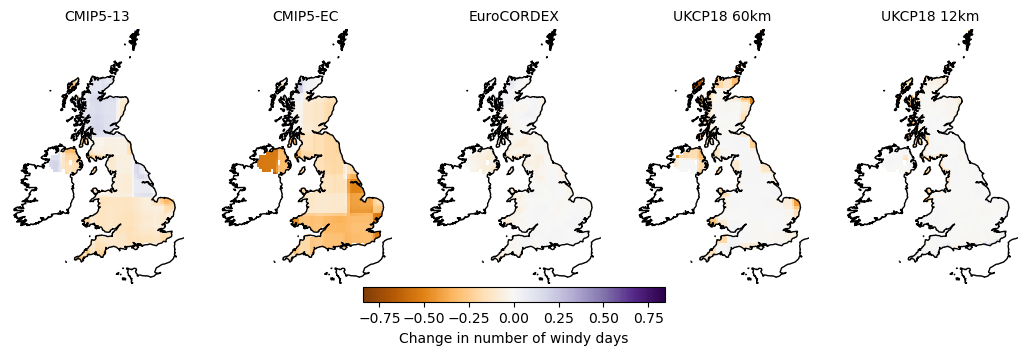 CMIP5-13 CMIP5-EC EuroCORDEX UKCP18 60km UKCP18 12km
−0.75 −0.50 −0.25 0.00 0.25 0.50 0.75
Change in number of windy days